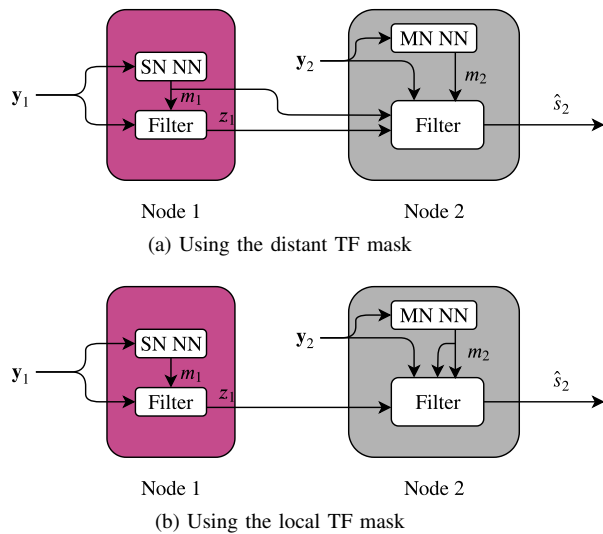 MN NN
SN NN
y₂
m₂
y₁
m₁
ŝ₂
z₁
Filter
Filter
Node 1
Node 2
(a) Using the distant TF mask
MN NN
SN NN
y₂
m₂
y₁
m₁
ŝ₂
z₁
Filter
Filter
Node 1
Node 2
(b) Using the local TF mask